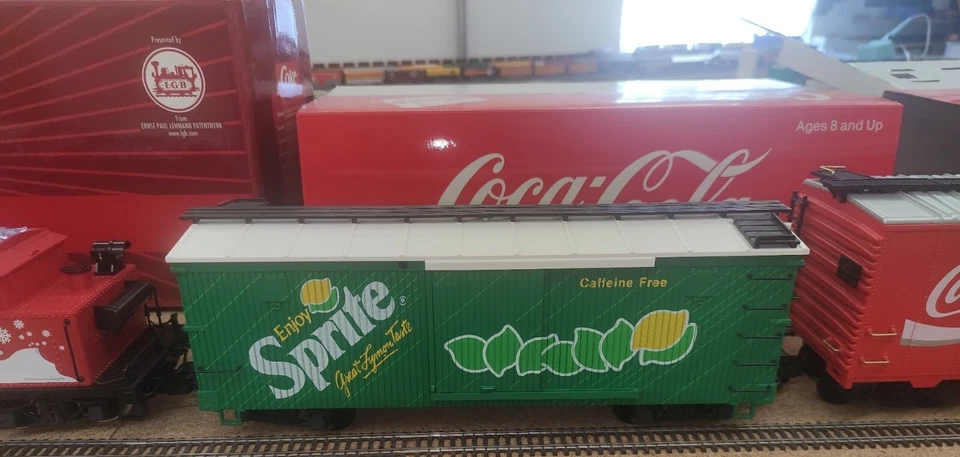 Presented by
LGB
From
ERNST PAUL LEHMANN PATENTWERK
www.lgb.com
Ages 8 and Up
Coca-Cola
Caffeine Free
Enjoy
Sprite
®
Great Lymon Taste